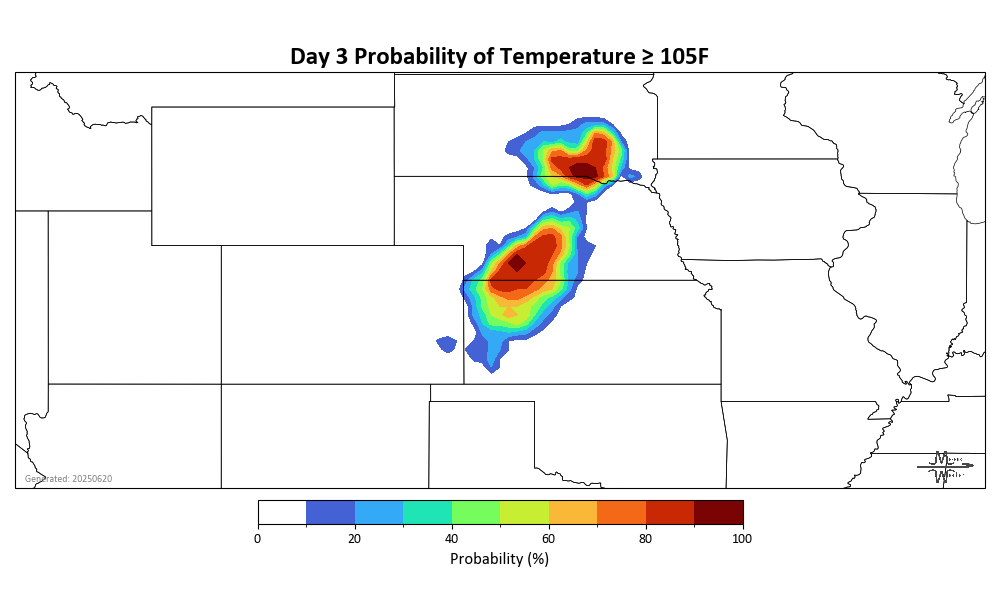 Day 3 Probability of Temperature ≥ 105F
Generated: 20250620
0 20 40 60 80 100
Probability (%)